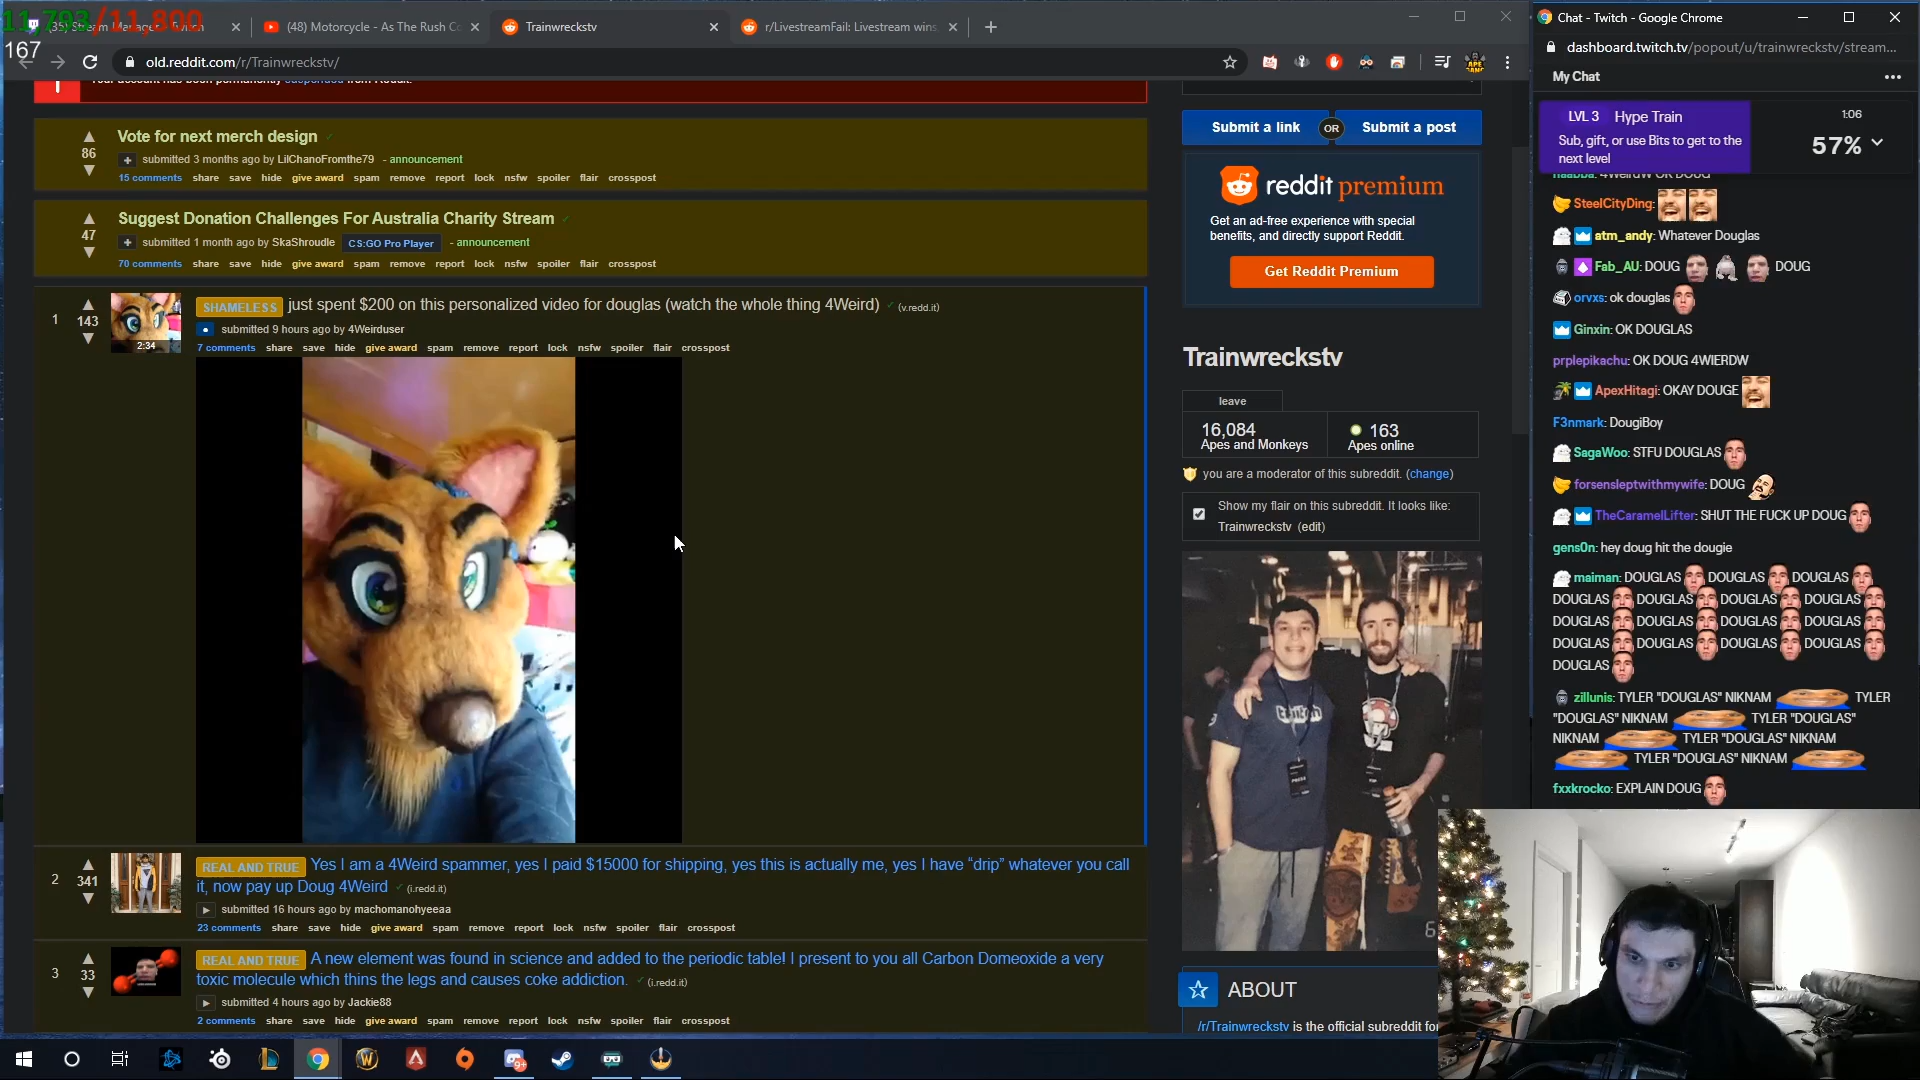 11,793/11,800
167
(35) Stream Manager - Twitch
(48) Motorcycle - As The Rush Co
Trainwreckstv
r/LivestreamFail: Livestream wins,
old.reddit.com/r/Trainwreckstv/
Your account has been permanently suspended from Reddit.
Vote for next merch design
86
submitted 3 months ago by LilChanoFromthe79 - announcement
15 comments share save hide give award spam remove report lock nsfw spoiler flair crosspost
Suggest Donation Challenges For Australia Charity Stream
47
submitted 1 month ago by SkaShroudle CS:GO Pro Player - announcement
70 comments share save hide give award spam remove report lock nsfw spoiler flair crosspost
1
143
2:34
SHAMELESS just spent $200 on this personalized video for douglas (watch the whole thing 4Weird) (v.redd.it)
submitted 9 hours ago by 4Weirduser
7 comments share save hide give award spam remove report lock nsfw spoiler flair crosspost
2
341
REAL AND TRUE Yes I am a 4Weird spammer, yes I paid $15000 for shipping, yes this is actually me, yes I have “drip” whatever you call
it, now pay up Doug 4Weird (i.redd.it)
submitted 16 hours ago by machomanohyeeaa
23 comments share save hide give award spam remove report lock nsfw spoiler flair crosspost
3
33
REAL AND TRUE A new element was found in science and added to the periodic table! I present to you all Carbon Domeoxide a very
toxic molecule which thins the legs and causes coke addiction. (i.redd.it)
submitted 4 hours ago by Jackie88
2 comments share save hide give award spam remove report lock nsfw spoiler flair crosspost
Submit a link OR Submit a post
reddit premium
Get an ad-free experience with special
benefits, and directly support Reddit.
Get Reddit Premium
Trainwreckstv
leave
16,084
Apes and Monkeys
163
Apes online
you are a moderator of this subreddit. (change)
Show my flair on this subreddit. It looks like:
Trainwreckstv (edit)
twitch
PRESS
ABOUT
/r/Trainwreckstv is the official subreddit for
Chat - Twitch - Google Chrome
dashboard.twitch.tv/popout/u/trainwreckstv/stream...
My Chat
LVL 3 Hype Train
Sub, gift, or use Bits to get to the
next level
1:06
57%
4WeirdW OK DOUG
SteelCityDing:
atm_andy: Whatever Douglas
Fab_AU: DOUG DOUG
orvxs: ok douglas
Ginxin: OK DOUGLAS
prplepikachu: OK DOUG 4WIERDW
ApexHitagi: OKAY DOUGE
F3nmark: DougiBoy
SagaWoo: STFU DOUGLAS
forsensleptwithmywife: DOUG
TheCaramelLifter: SHUT THE FUCK UP DOUG
gens0n: hey doug hit the dougie
maiman: DOUGLAS DOUGLAS DOUGLAS
DOUGLAS DOUGLAS DOUGLAS DOUGLAS
DOUGLAS DOUGLAS DOUGLAS DOUGLAS
DOUGLAS DOUGLAS DOUGLAS DOUGLAS
DOUGLAS
zillunis: TYLER "DOUGLAS" NIKNAM TYLER
"DOUGLAS" NIKNAM TYLER "DOUGLAS"
NIKNAM TYLER "DOUGLAS" NIKNAM
TYLER "DOUGLAS" NIKNAM
fxxkrocko: EXPLAIN DOUG
9+